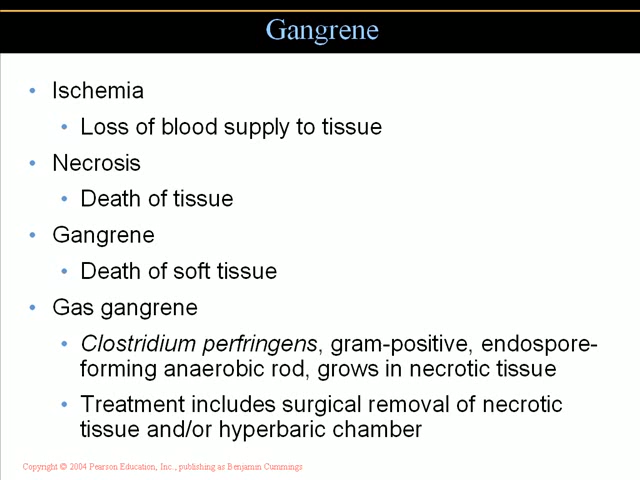 Gangrene
• Ischemia
• Loss of blood supply to tissue
• Necrosis
• Death of tissue
• Gangrene
• Death of soft tissue
• Gas gangrene
• Clostridium perfringens, gram-positive, endospore-
forming anaerobic rod, grows in necrotic tissue
• Treatment includes surgical removal of necrotic
tissue and/or hyperbaric chamber
Copyright © 2004 Pearson Education, Inc., publishing as Benjamin Cummings